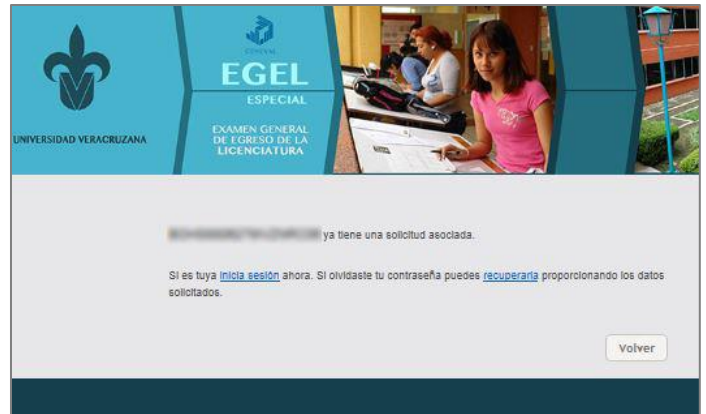 CENEVAL
EGEL
ESPECIAL
EXAMEN GENERAL
DE EGRESO DE LA
LICENCIATURA
UNIVERSIDAD VERACRUZANA
ya tiene una solicitud asociada.
Si es tuya inicia sesión ahora. Si olvidaste tu contraseña puedes recuperarla proporcionando los datos
solicitados.
Volver